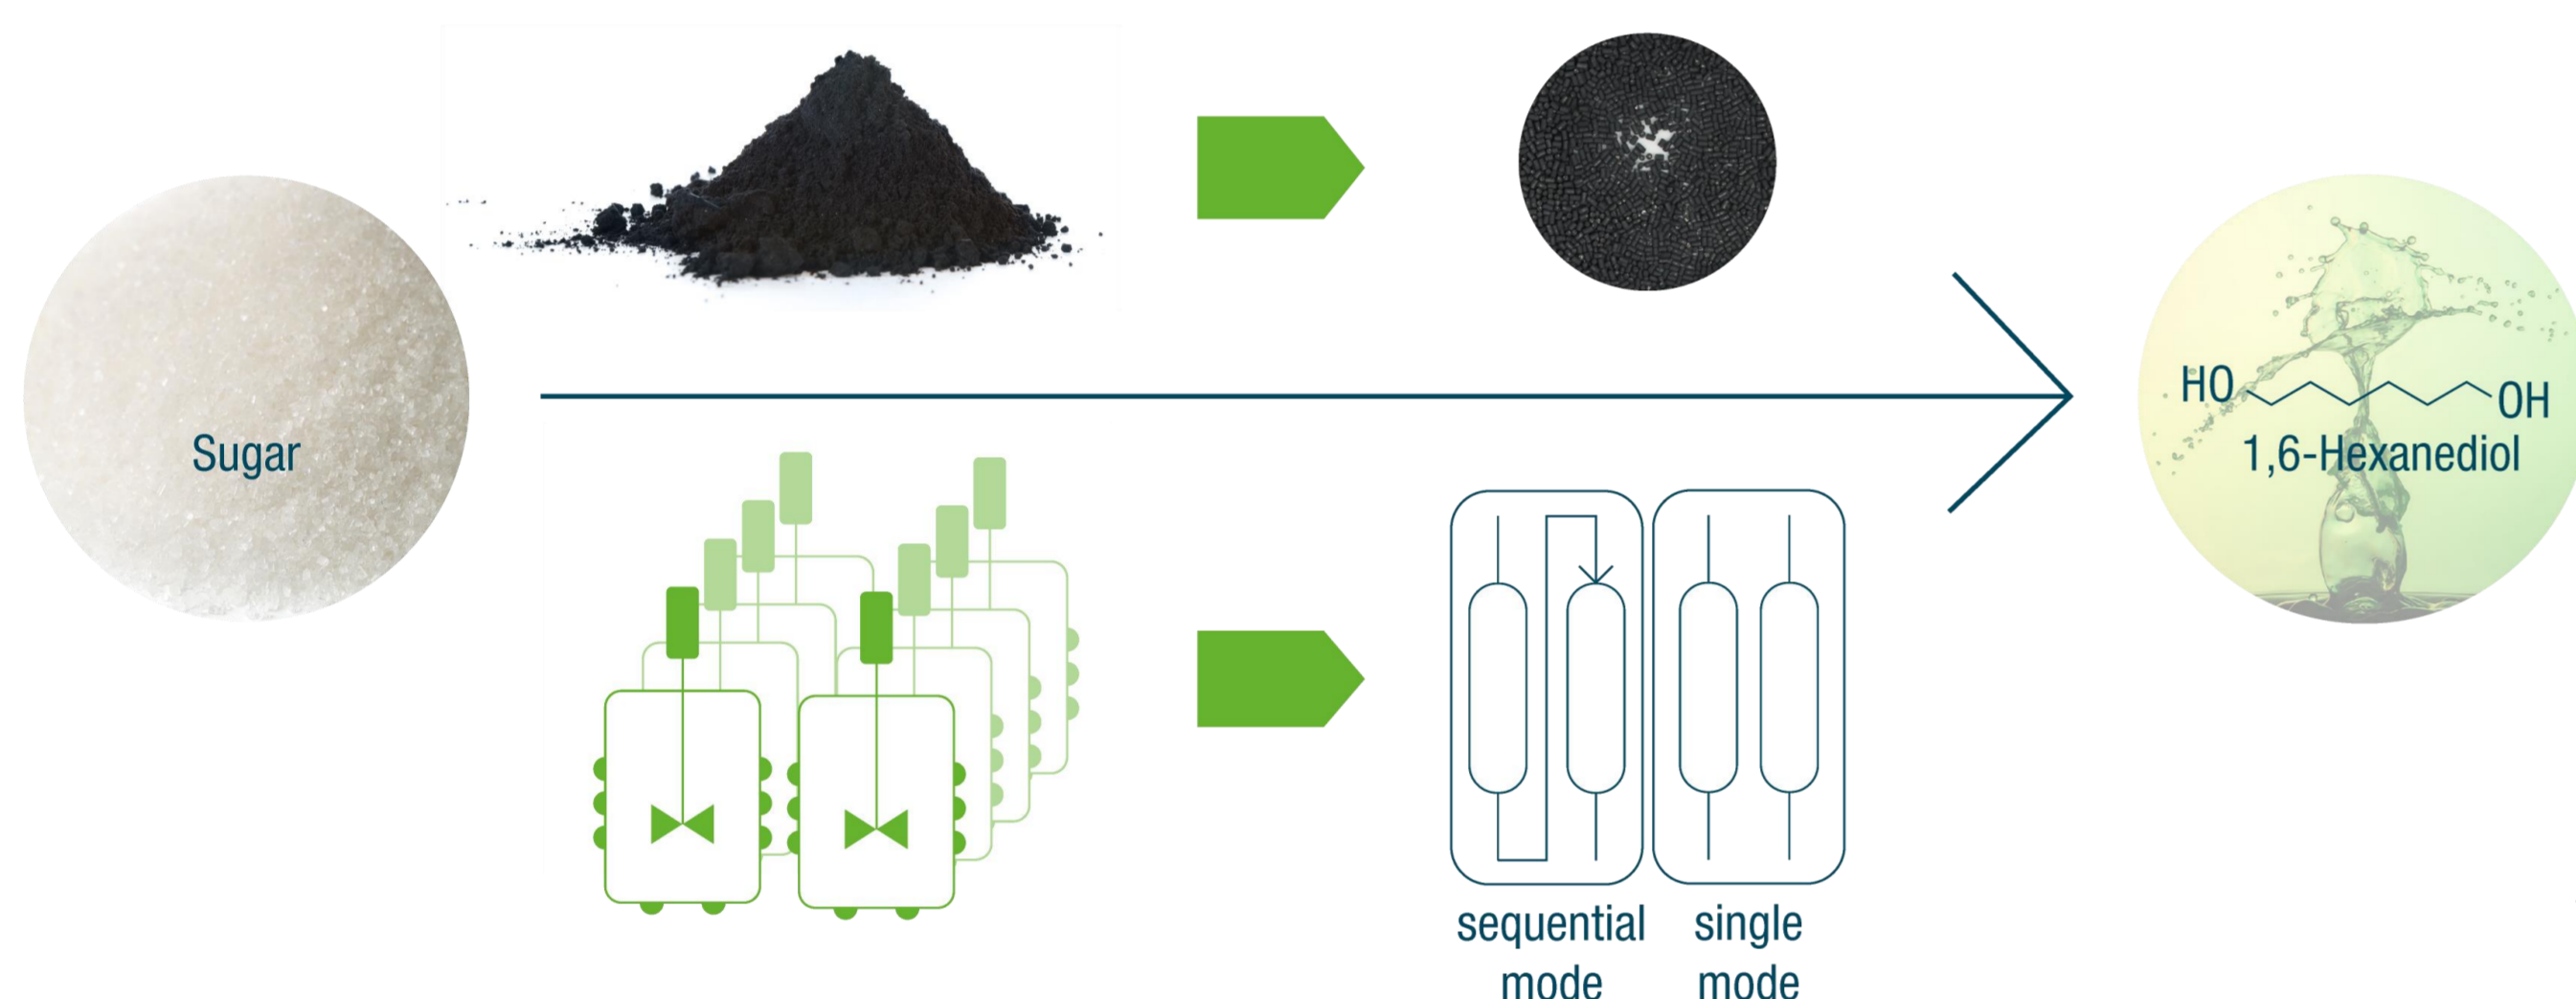 Sugar
HO
OH
1,6-Hexanediol
sequential
mode
single
mode